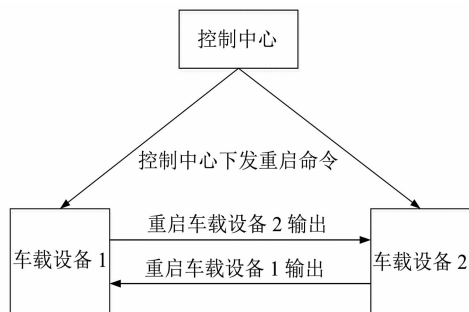 控制中心
控制中心下发重启命令
重启车载设备 2 输出
车载设备 1
重启车载设备 1 输出
车载设备 2